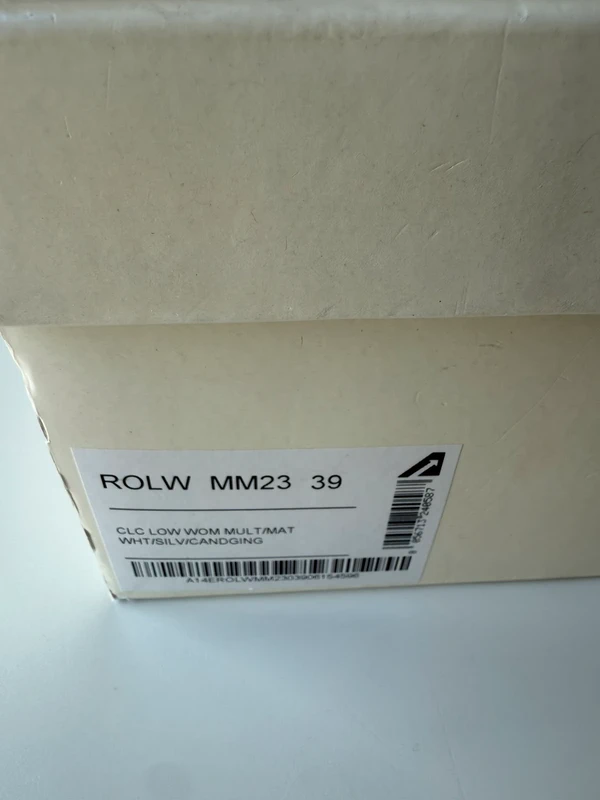 ROLW MM23 39
CLC LOW WOM MULT/MAT
WHT/SILV/CANDGING
A14EROLWMM2303906154596